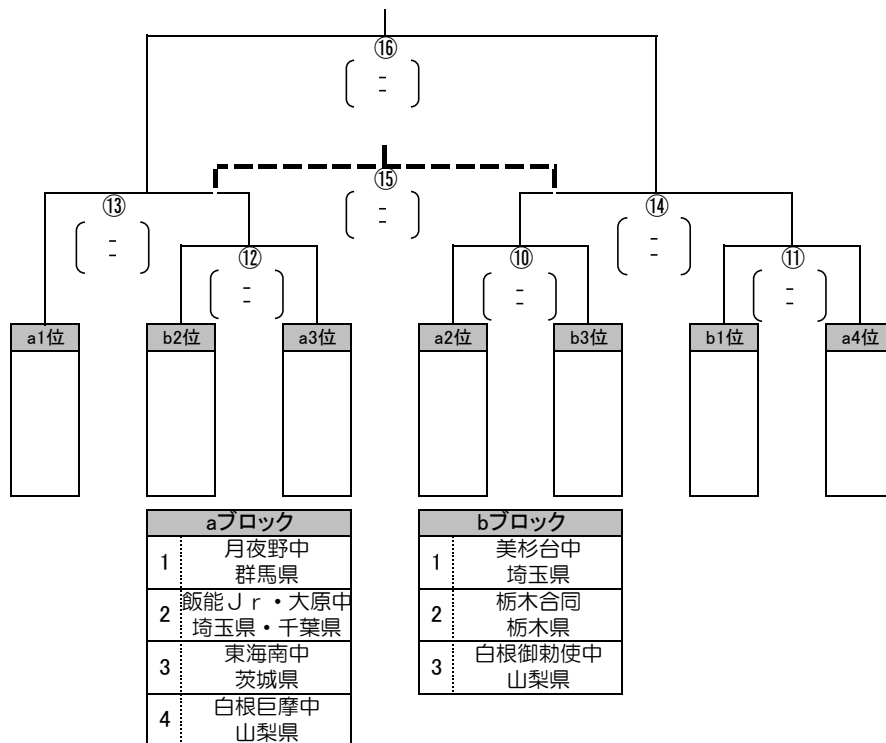 ⑯
-
-
⑮
-
-
⑬
-
-
⑭
-
-
⑫
-
-
⑩
-
-
⑪
-
-
a1位 b2位 a3位 a2位 b3位 b1位 a4位
aブロック
1 月夜野中
群馬県
2 飯能Ｊｒ・大原中
埼玉県・千葉県
3 東海南中
茨城県
4 白根巨摩中
山梨県
bブロック
1 美杉台中
埼玉県
2 栃木合同
栃木県
3 白根御勅使中
山梨県